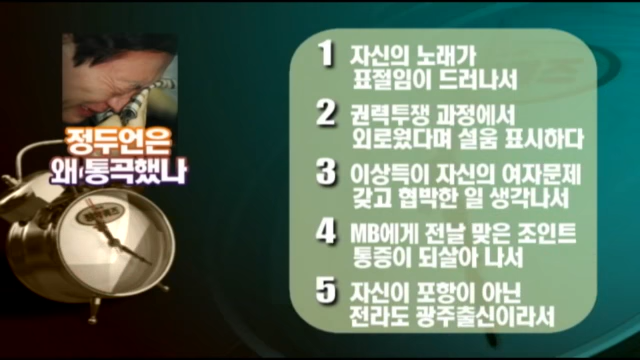 정두언은
왜 통곡했나
1 자신의 노래가
표절임이 드러나서
2 권력투쟁 과정에서
외로웠다며 설움 표시하다
3 이상득이 자신의 여자문제
갖고 협박한 일 생각나서
4 MB에게 전날 맞은 조인트
통증이 되살아 나서
5 자신이 포항이 아닌
전라도 광주출신이라서